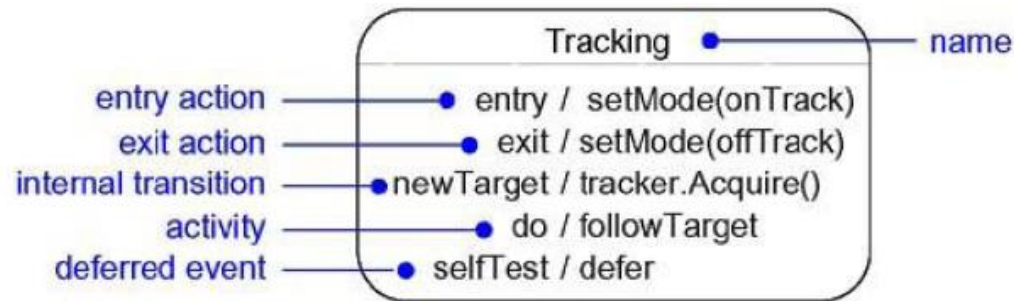 Tracking name
entry action entry / setMode(onTrack)
exit action exit / setMode(offTrack)
internal transition newTarget / tracker.Acquire()
activity do / followTarget
deferred event selfTest / defer